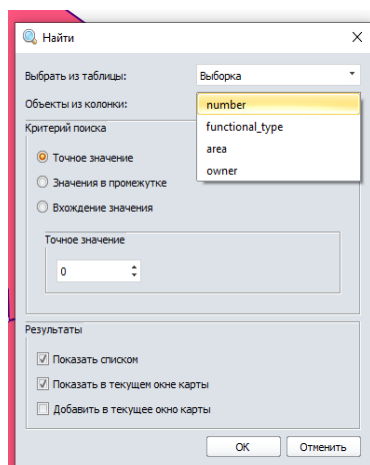 Найти
Выбрать из таблицы: Выборка
Объекты из колонки: number
functional_type
area
owner
Критерий поиска
Точное значение
Значения в промежутке
Вхождение значения
Точное значение
0
Результаты
Показать списком
Показать в текущем окне карты
Добавить в текущее окно карты
ОК Отменить